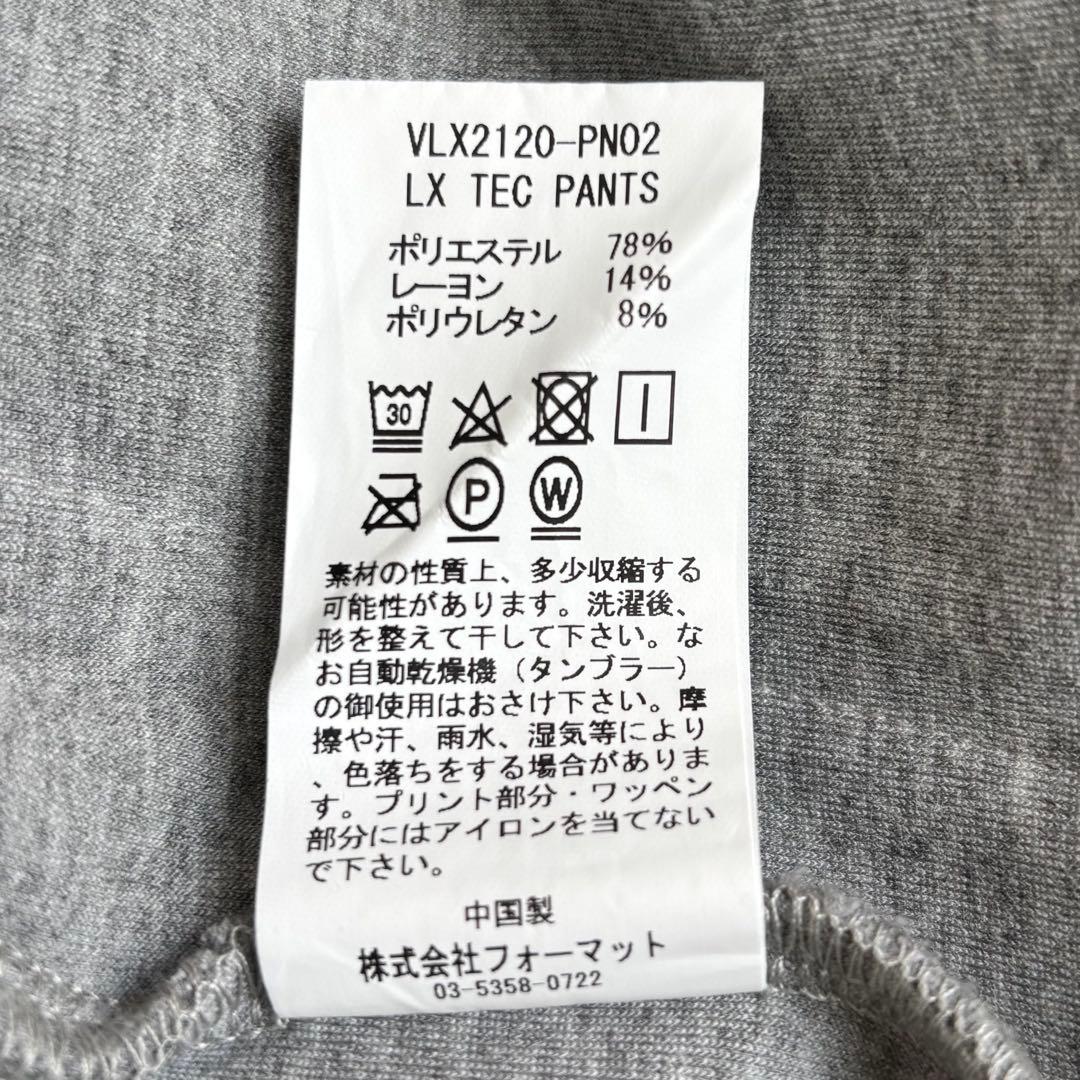 VLX2120-PN02
LX TEC PANTS
ポリエステル 78%
レーヨン 14%
ポリウレタン 8%
30
P W
素材の性質上、多少収縮する
可能性があります。洗濯後、
形を整えて干して下さい。な
お自動乾燥機（タンブラー）
の御使用はおさけ下さい。摩
擦や汗、雨水、湿気等により
、色落ちをする場合がありま
す。プリント部分・ワッペン
部分にはアイロンを当てない
で下さい。
中国製
株式会社フォーマット
03-5358-0722